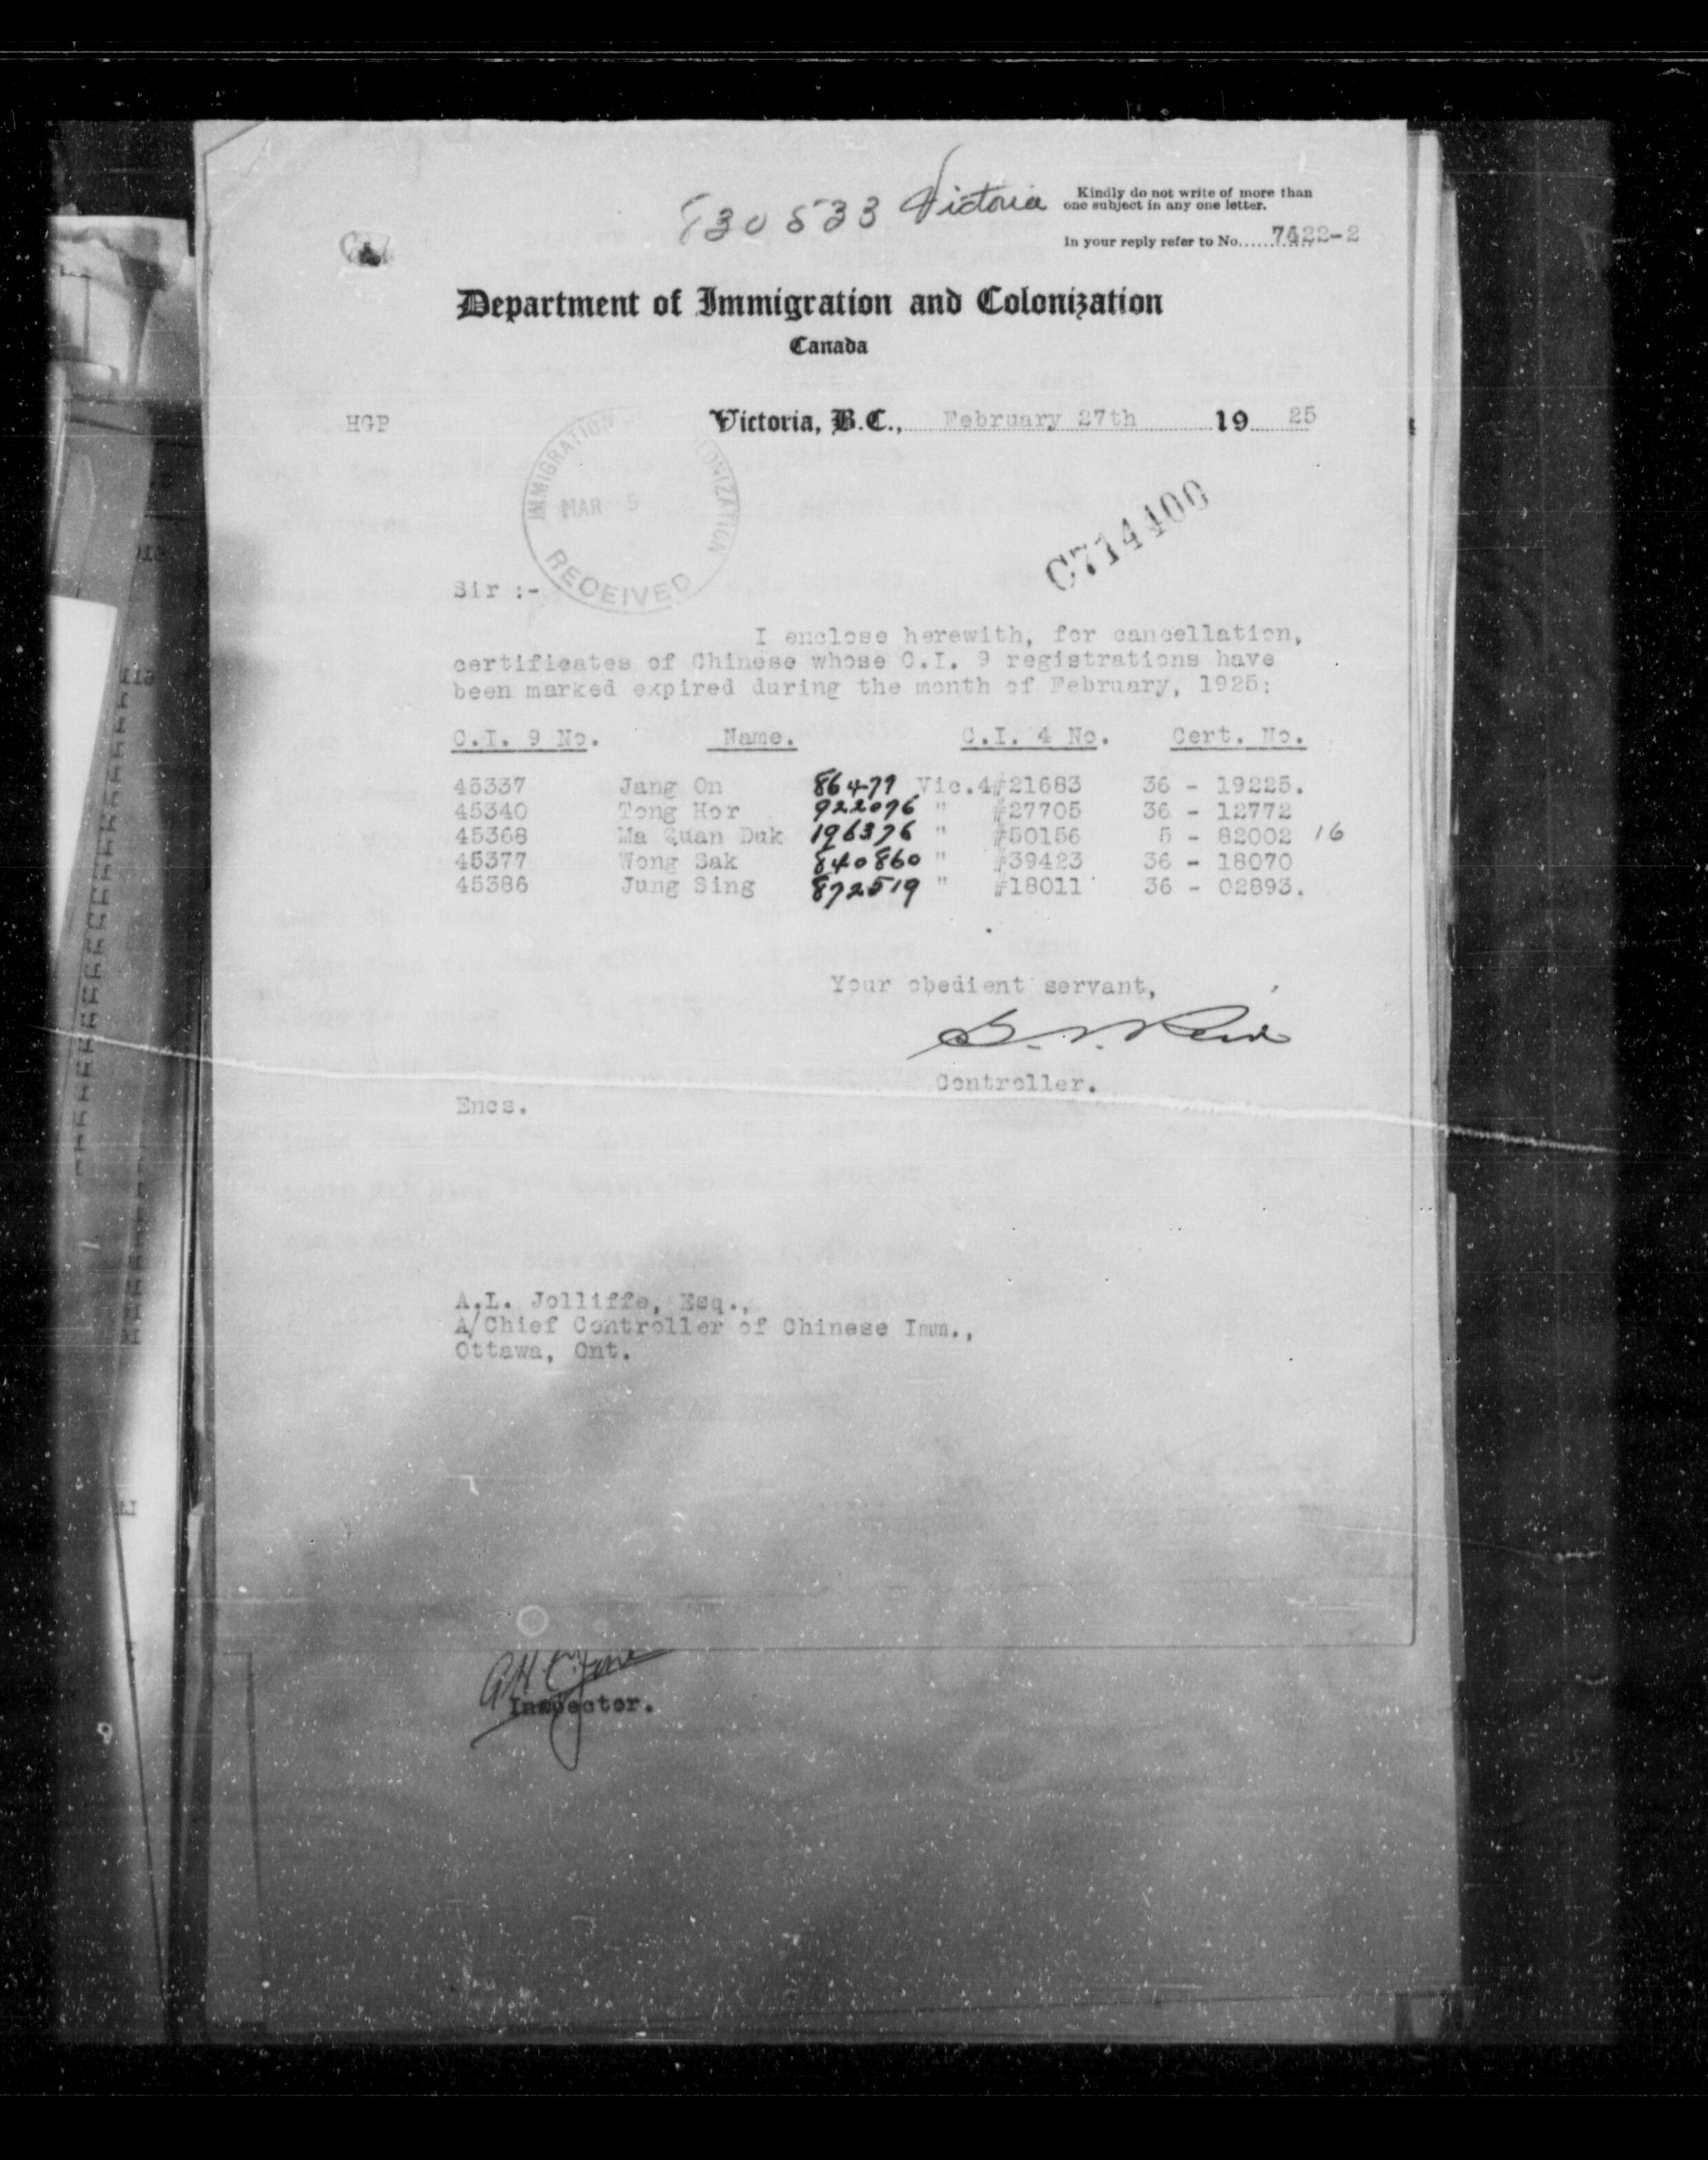 830533 Victoria
Kindly do not write of more than
one subject in any one letter.
In your reply refer to No. 7422-2
Department of Immigration and Colonization
Canada
HGP
Victoria, B.C., February 27th 1925
IMMIGRATION
ONIZATION
MAR 5
RECEIVED
C714400
Sir :-
I enclose herewith, for cancellation,
certificates of Chinese whose C.I. 9 registrations have
been marked expired during the month of February, 1925:
C.I. 9 No. Name. C.I. 4 No. Cert. No.
45337 Jang On 86479 Vic.4#21683 36 - 19225.
45340 Tong Hor 922096 " #27705 36 - 12772
45368 Ma Quan Duk 196376 " #50156 5 - 82002 16
45377 Wong Sak 840860 " #39423 36 - 18070
45386 Jung Sing 872519 " #18011 36 - 02893.
Your obedient servant,
Controller.
Encs.
A.L. Jolliffe, Esq.,
A/Chief Controller of Chinese Imm.,
Ottawa, Ont.
Inspector.